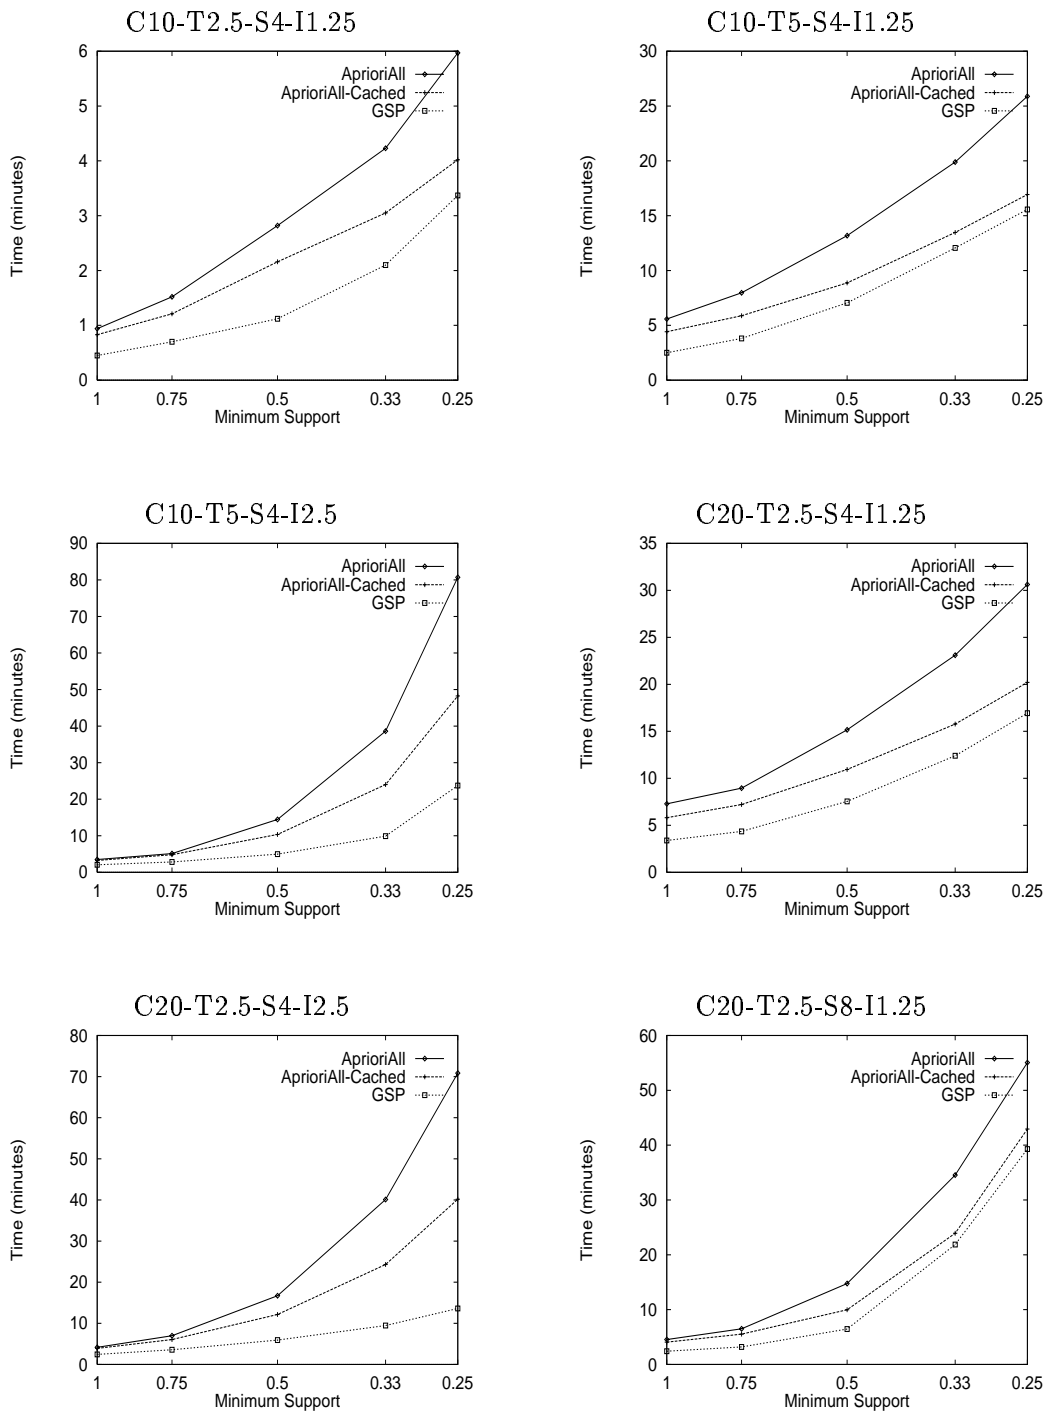 C10-T2.5-S4-I1.25
6
5
4
3
2
1
0
Time (minutes)
AprioriAll
AprioriAll-Cached
GSP
1 0.75 0.5 0.33 0.25
Minimum Support
C10-T5-S4-I1.25
30
25
20
15
10
5
0
Time (minutes)
AprioriAll
AprioriAll-Cached
GSP
1 0.75 0.5 0.33 0.25
Minimum Support
C10-T5-S4-I2.5
90
80
70
60
50
40
30
20
10
0
Time (minutes)
AprioriAll
AprioriAll-Cached
GSP
1 0.75 0.5 0.33 0.25
Minimum Support
C20-T2.5-S4-I1.25
35
30
25
20
15
10
5
0
Time (minutes)
AprioriAll
AprioriAll-Cached
GSP
1 0.75 0.5 0.33 0.25
Minimum Support
C20-T2.5-S4-I2.5
80
70
60
50
40
30
20
10
0
Time (minutes)
AprioriAll
AprioriAll-Cached
GSP
1 0.75 0.5 0.33 0.25
Minimum Support
C20-T2.5-S8-I1.25
60
50
40
30
20
10
0
Time (minutes)
AprioriAll
AprioriAll-Cached
GSP
1 0.75 0.5 0.33 0.25
Minimum Support